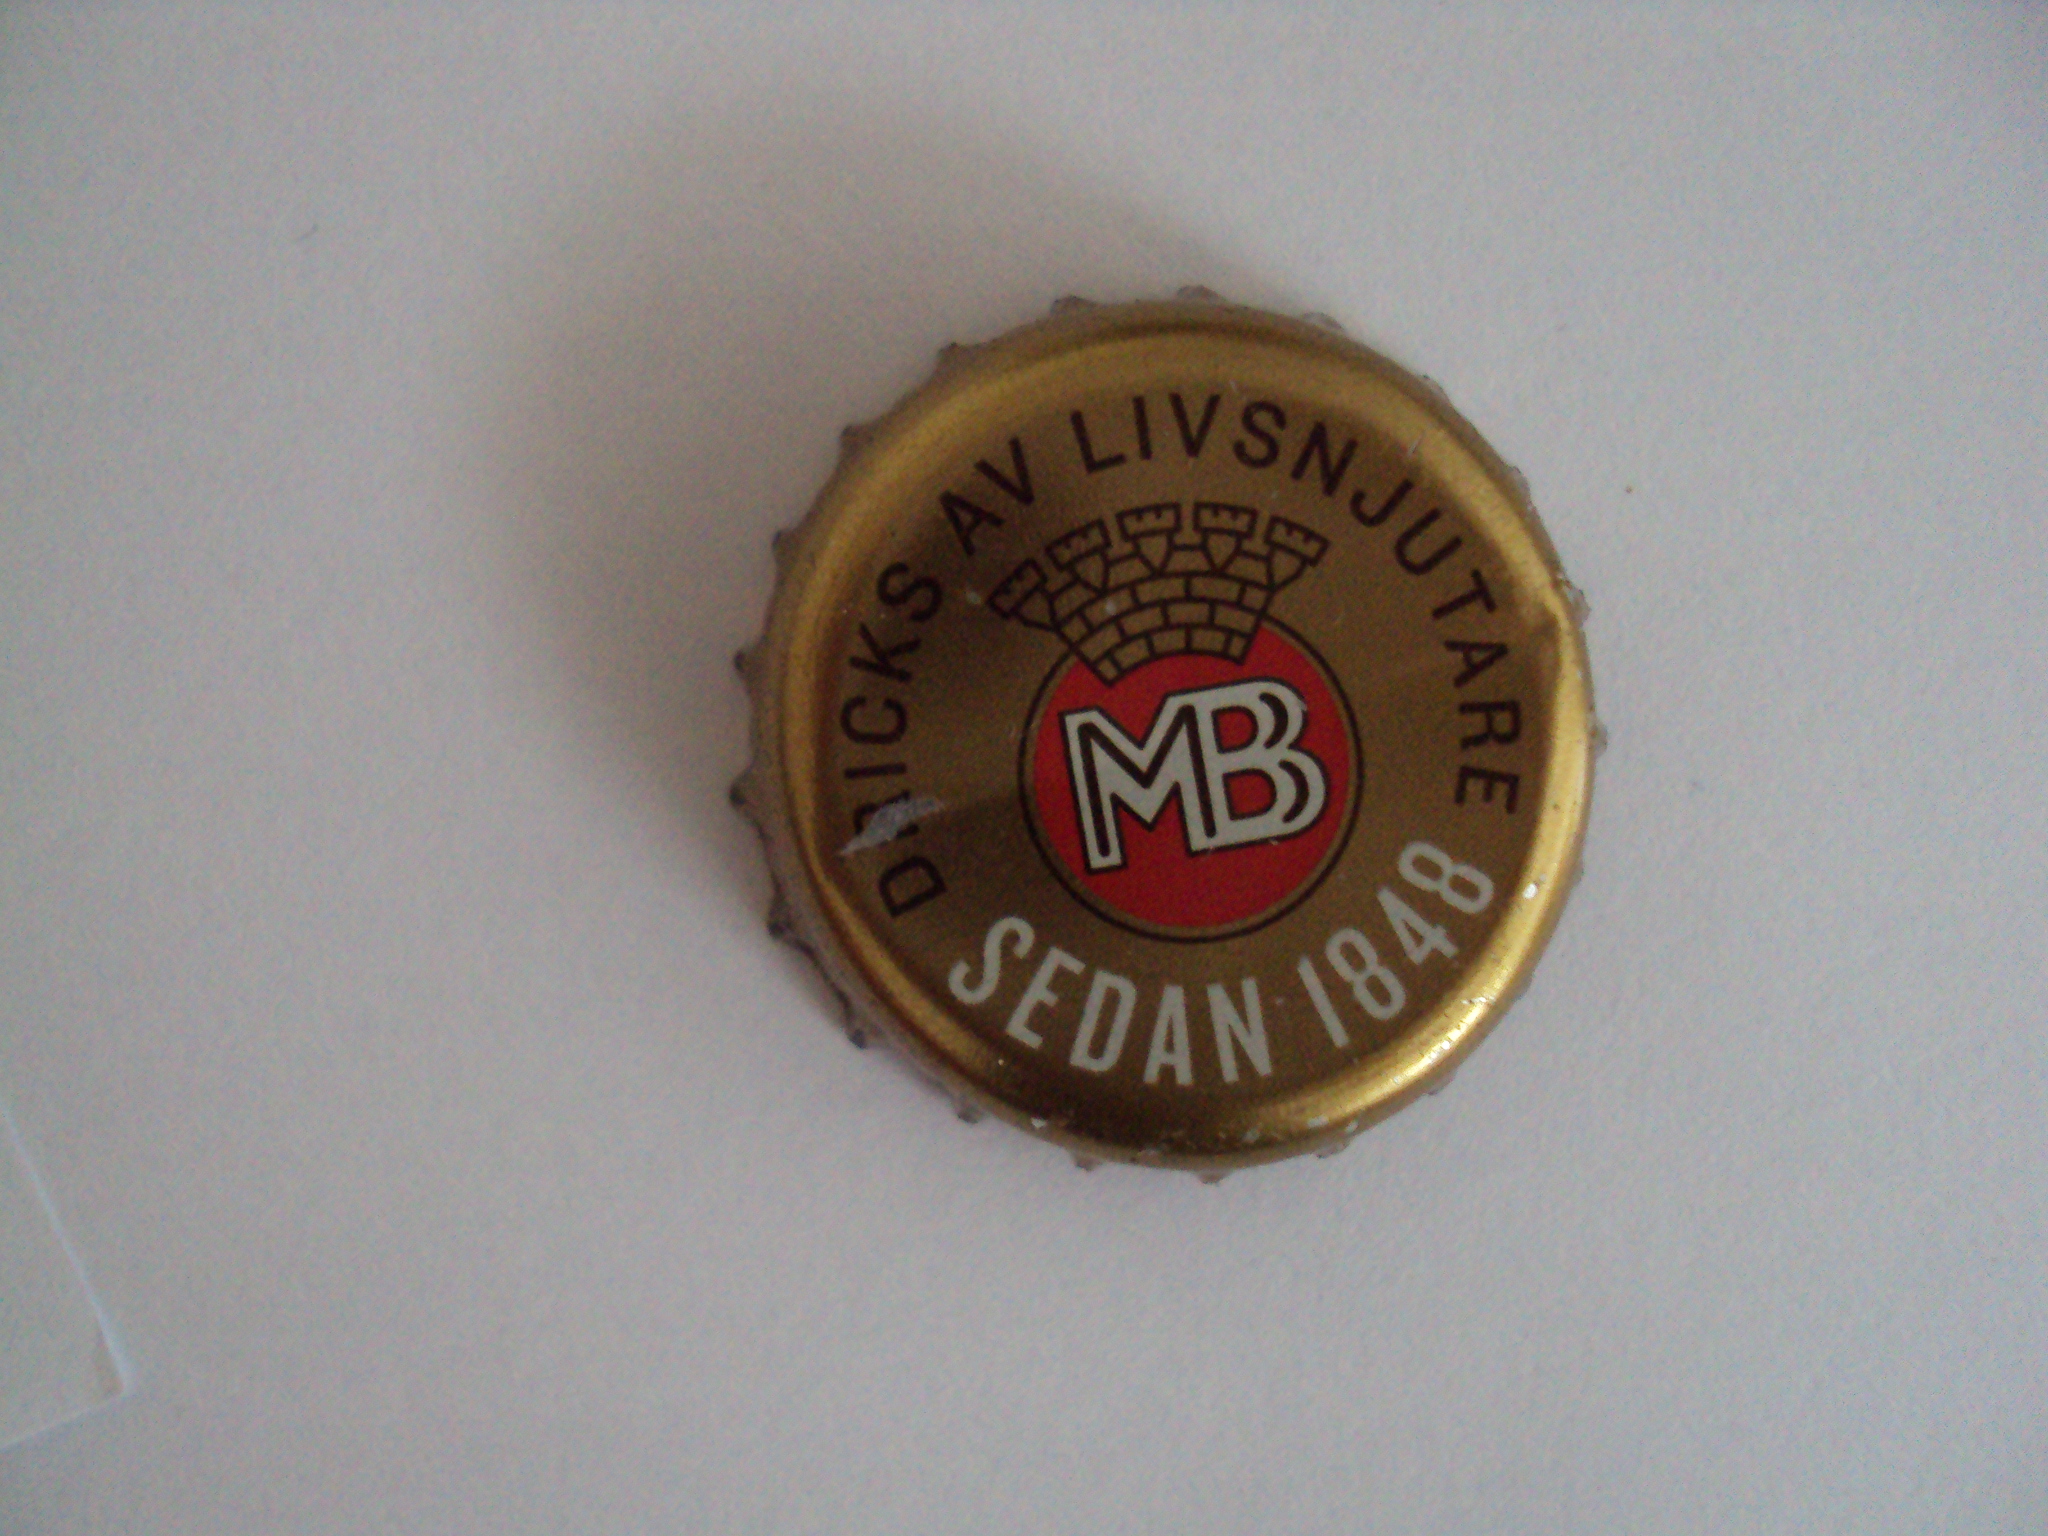 DRICKS AV LIVSNJUTARE
MB
SEDAN 1848